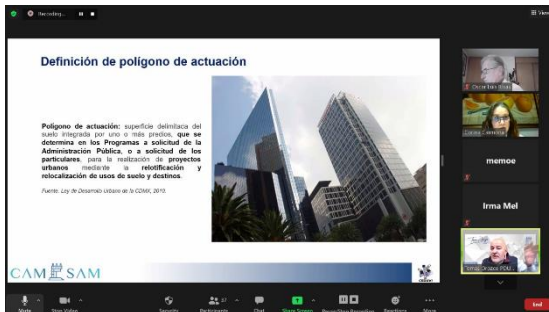 Recording...
View
Definición de polígono de actuación
Polígono de actuación: superficie delimitada del
suelo integrada por uno o más predios, que se
determina en los Programas a solicitud de la
Administración Pública, o a solicitud de los
particulares, para la realización de proyectos
urbanos mediante la relotificación y
relocalización de usos de suelo y destinos.
Fuente: Ley de Desarrollo Urbano de la CDMX, 2010.
CAM SAM
memoe
Irma Mel
Mute
Stop Video
Security
Participants
37
Chat
Share Screen
Pause/Stop Recording
Reactions
More
End